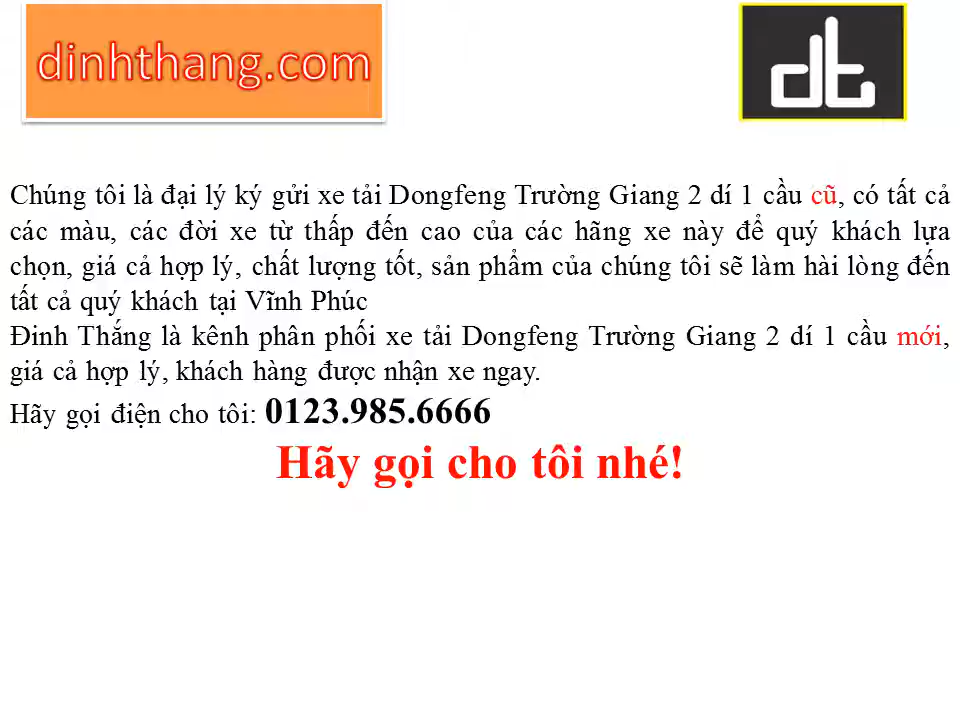 dinhthang.com
dt
Chúng tôi là đại lý ký gửi xe tải Dongfeng Trường Giang 2 dí 1 cầu cũ, có tất cả
các màu, các đời xe từ thấp đến cao của các hãng xe này để quý khách lựa
chọn, giá cả hợp lý, chất lượng tốt, sản phẩm của chúng tôi sẽ làm hài lòng đến
tất cả quý khách tại Vĩnh Phúc
Đinh Thắng là kênh phân phối xe tải Dongfeng Trường Giang 2 dí 1 cầu mới,
giá cả hợp lý, khách hàng được nhận xe ngay.
Hãy gọi điện cho tôi: 0123.985.6666
Hãy gọi cho tôi nhé!